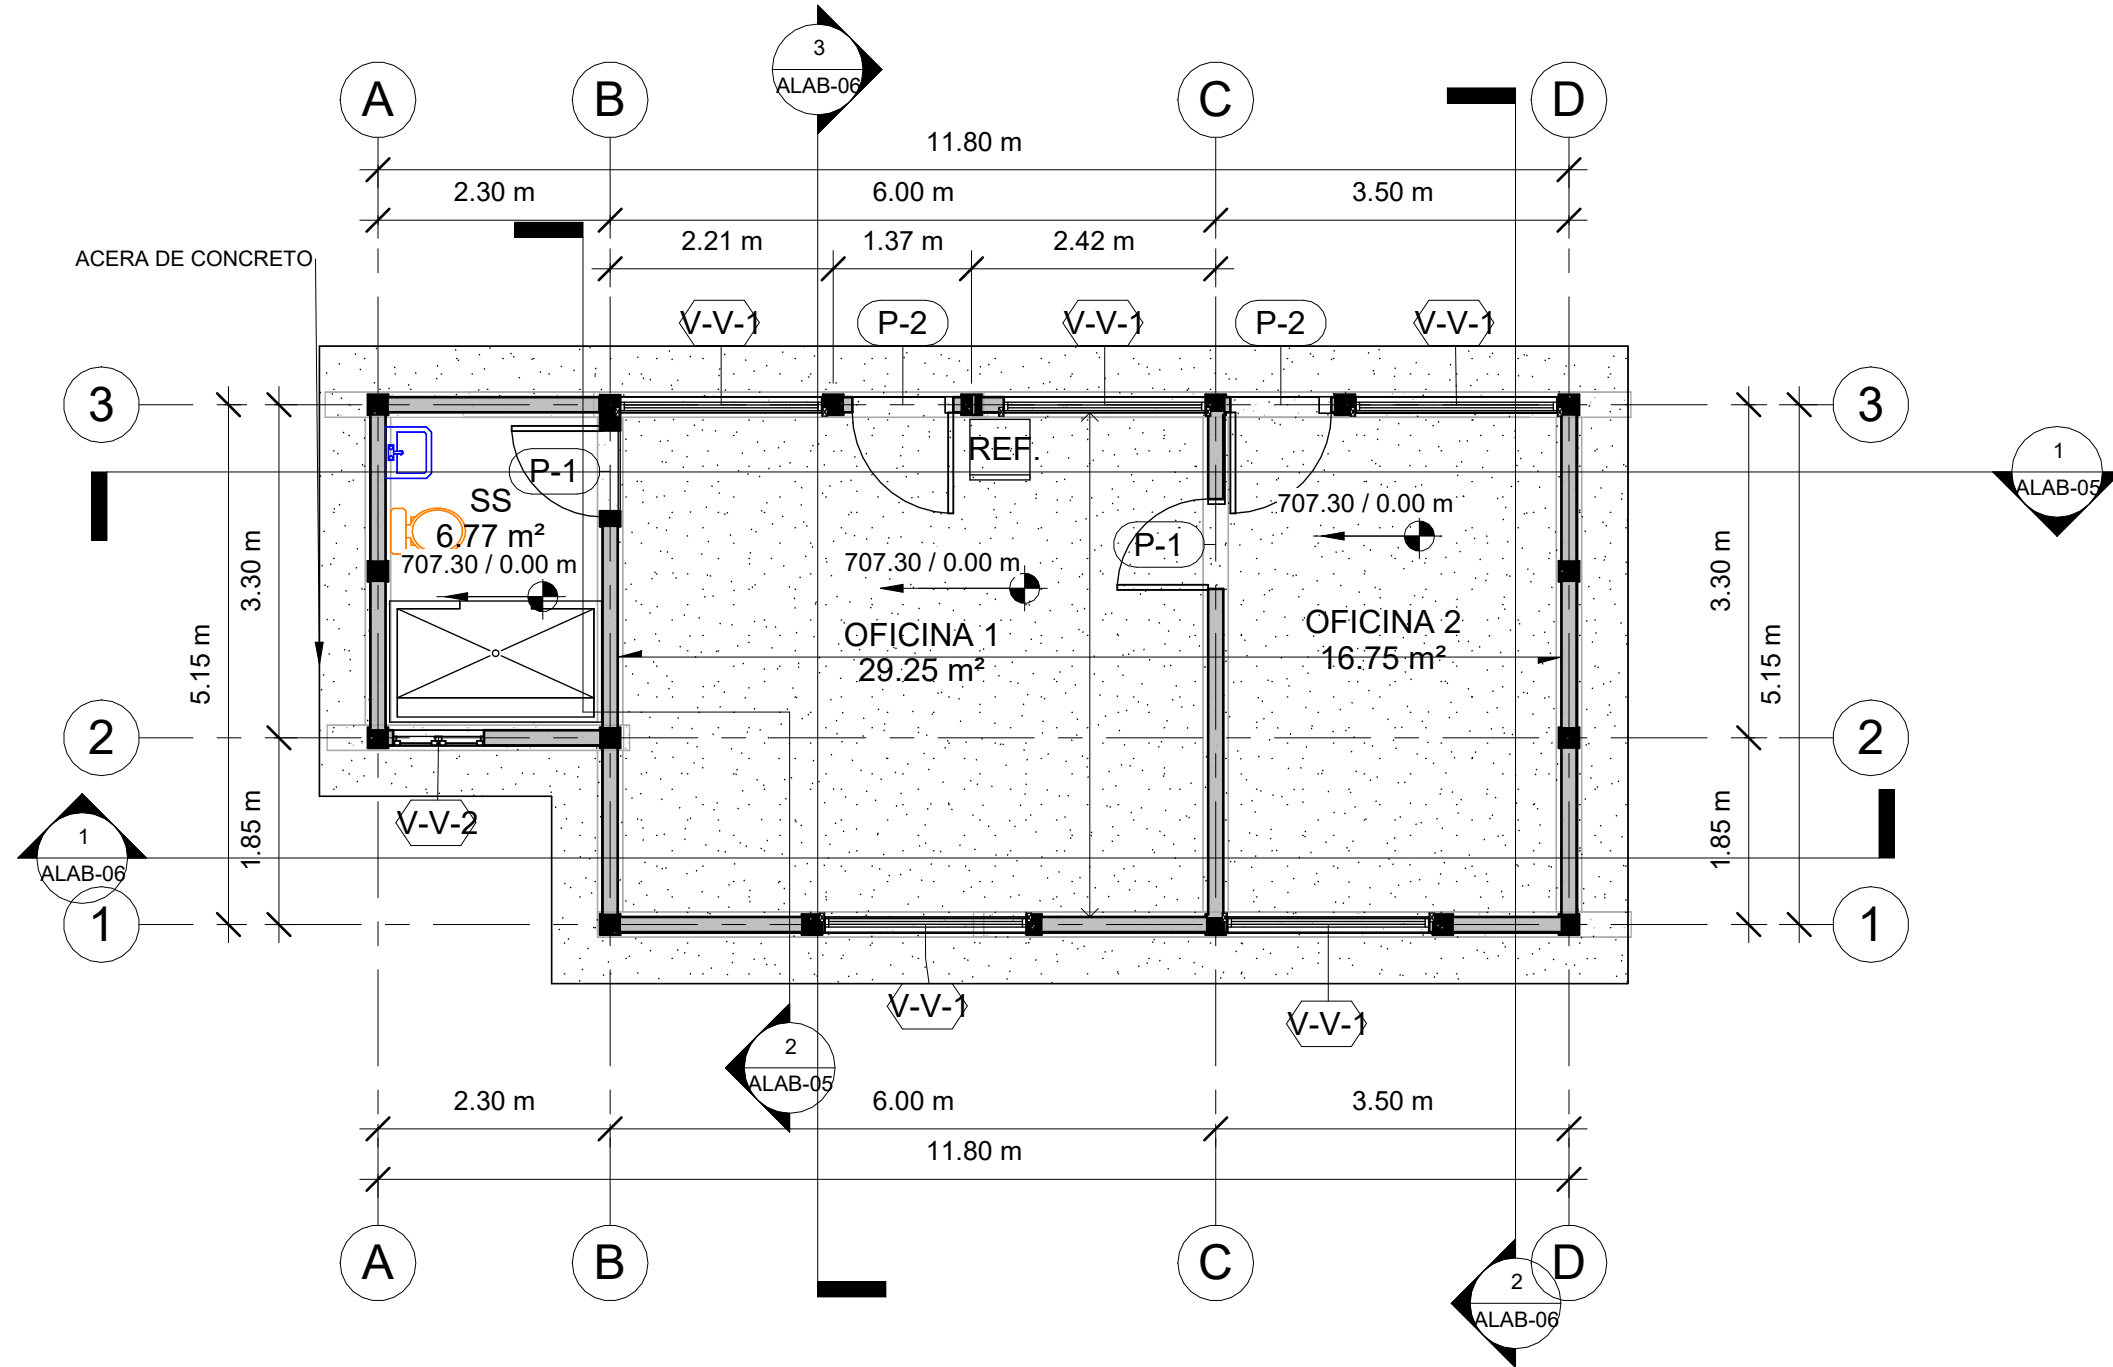 3
ALAB-06
A
B
C
D
11.80 m
2.30 m
6.00 m
3.50 m
2.21 m
1.37 m
2.42 m
ACERA DE CONCRETO
V-V-1
P-2
V-V-1
P-2
V-V-1
3
3
REF.
1
ALAB-05
P-1
SS
6.77 m²
707.30 / 0.00 m
707.30 / 0.00 m
707.30 / 0.00 m
P-1
3.30 m
3.30 m
OFICINA 1
29.25 m²
OFICINA 2
16.75 m²
5.15 m
5.15 m
2
2
V-V-2
1.85 m
1.85 m
1
ALAB-06
1
1
V-V-1
V-V-1
2
ALAB-05
2.30 m
6.00 m
3.50 m
11.80 m
A
B
C
D
2
ALAB-06